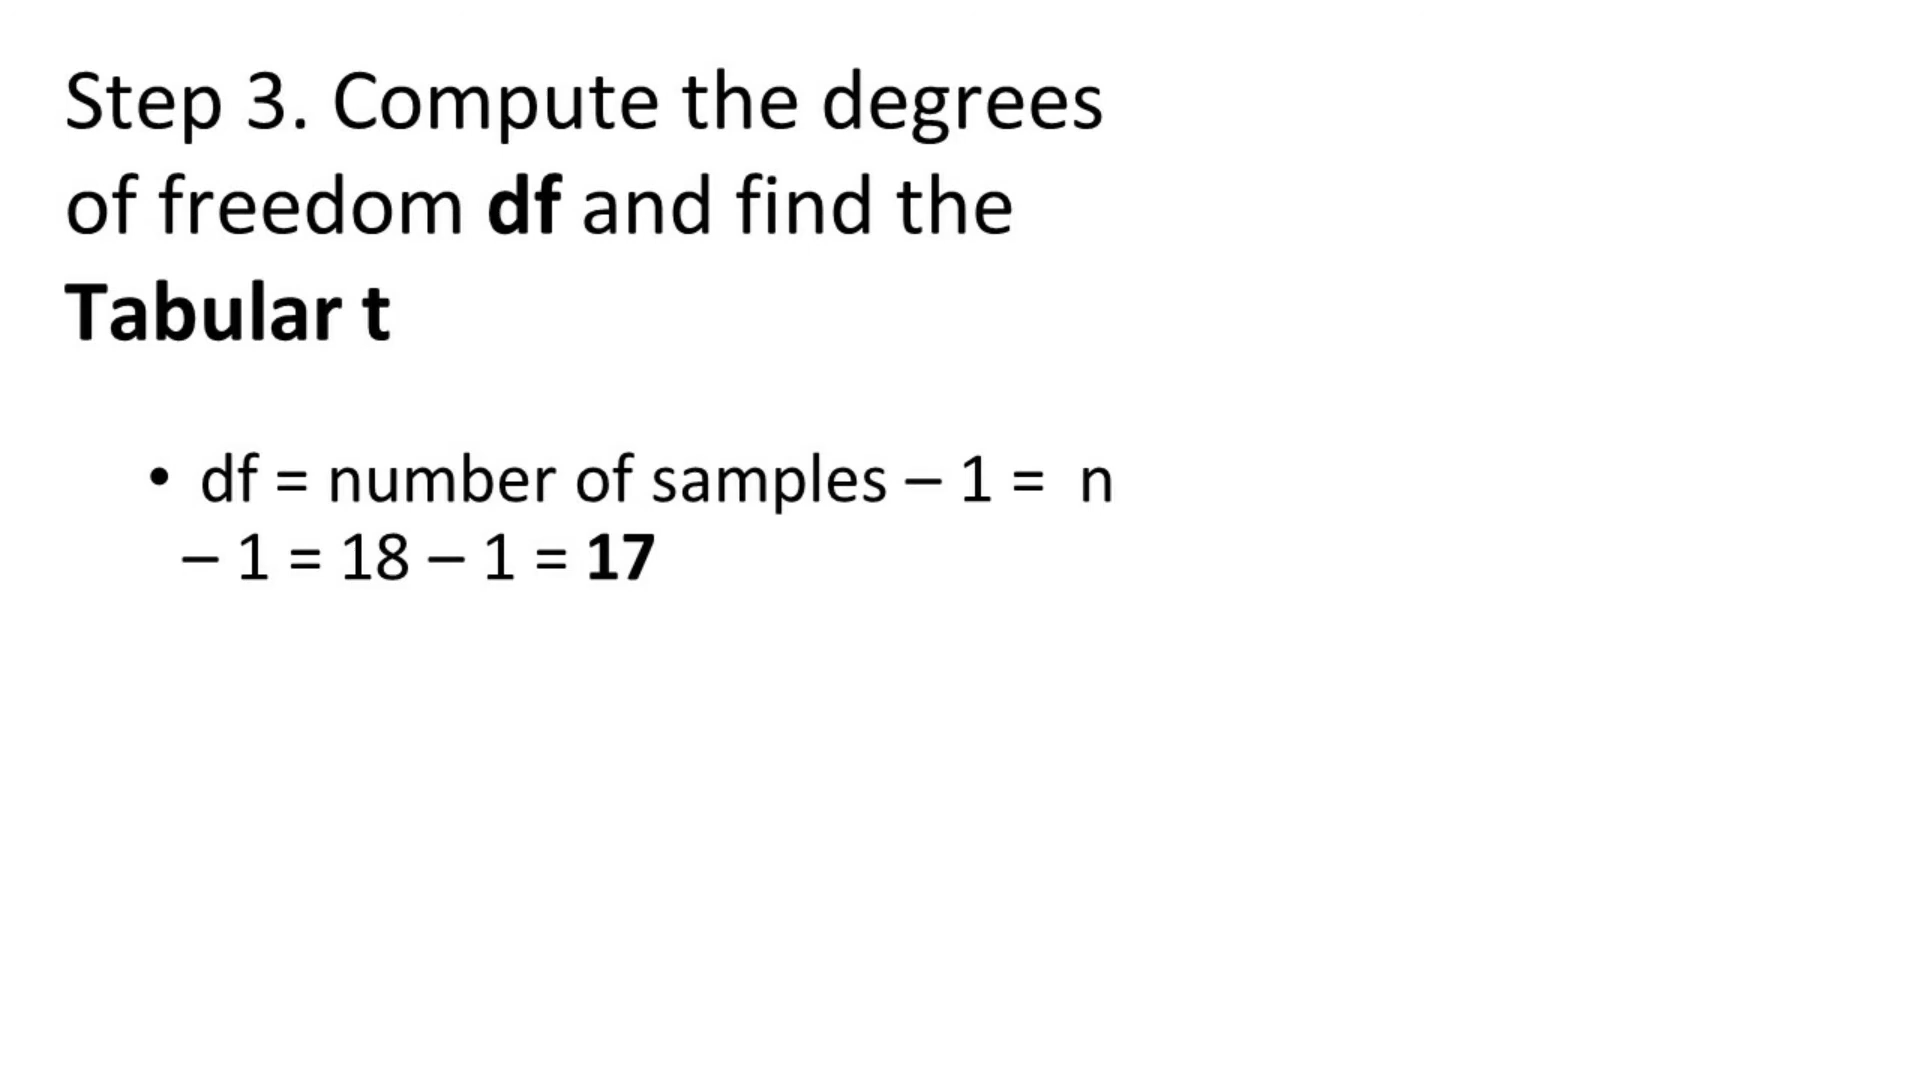 Step 3. Compute the degrees
of freedom df and find the
Tabular t
• df = number of samples – 1 =  n
– 1 = 18 – 1 = 17